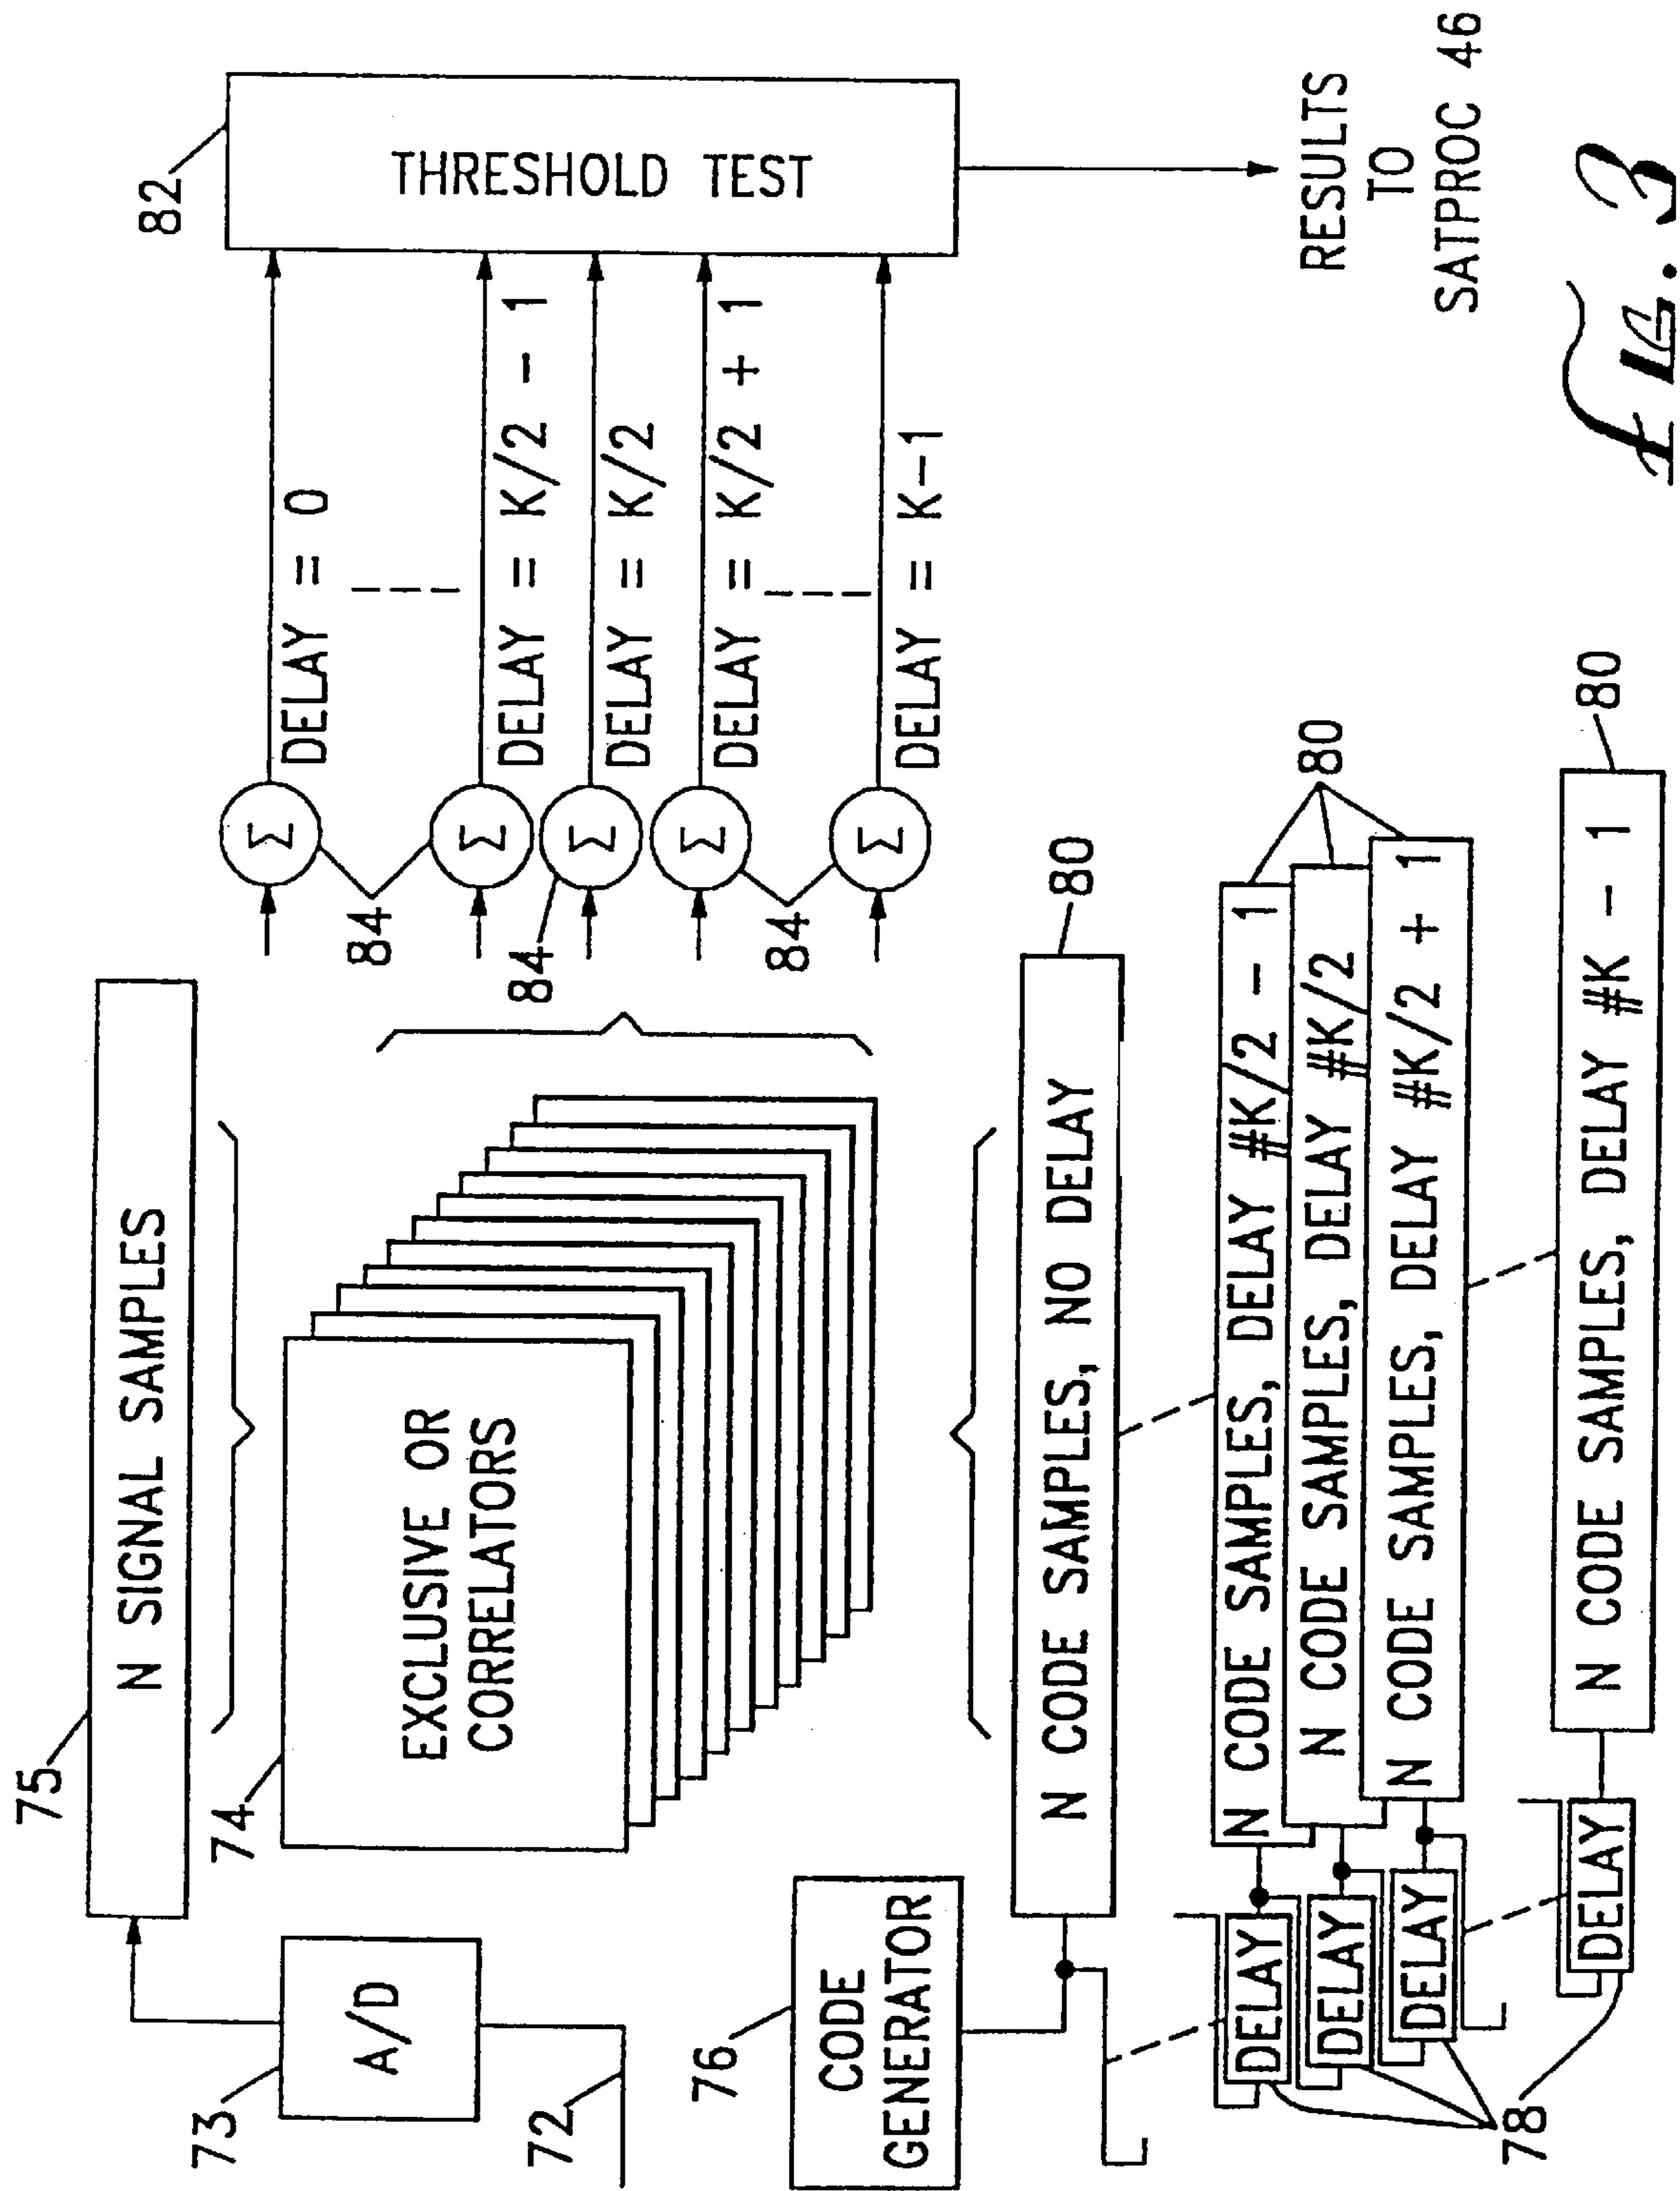 75
N SIGNAL SAMPLES
73
A/D
72
74
EXCLUSIVE OR
CORRELATORS
84
84
84
Σ
Σ
Σ
Σ
Σ
DELAY = 0
DELAY = K/2 - 1
DELAY = K/2
DELAY = K/2 + 1
DELAY = K-1
82
THRESHOLD TEST
RESULTS
TO
SATPROC 46
76
CODE
GENERATOR
N CODE SAMPLES, NO DELAY
80
DELAY
N CODE SAMPLES, DELAY #K/2 - 1
DELAY
N CODE SAMPLES, DELAY #K/2
DELAY
N CODE SAMPLES, DELAY #K/2 + 1
80
78
DELAY
N CODE SAMPLES, DELAY #K - 1
80
FIG. 3